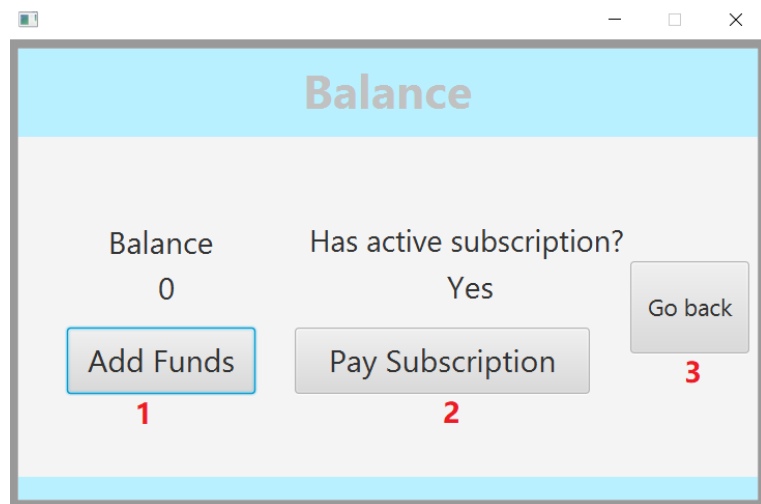 Balance
Balance
Has active subscription?
0
Yes
Go back
Add Funds
Pay Subscription
1
2
3